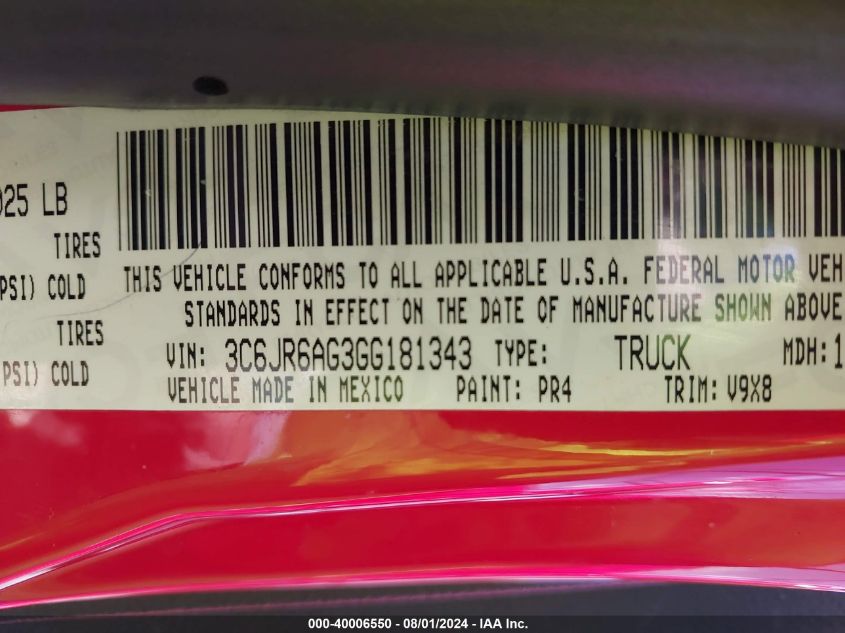 025 LB
TIRES
THIS VEHICLE CONFORMS TO ALL APPLICABLE U.S.A. FEDERAL MOTOR VEH
PSI) COLD
STANDARDS IN EFFECT ON THE DATE OF MANUFACTURE SHOWN ABOVE
TIRES
VIN: 3C6JR6AG3GG181343 TYPE: TRUCK MDH:1
PSI) COLD
VEHICLE MADE IN MEXICO PAINT: PR4 TRIM: V9X8
000-40006550 - 08/01/2024 - IAA Inc.